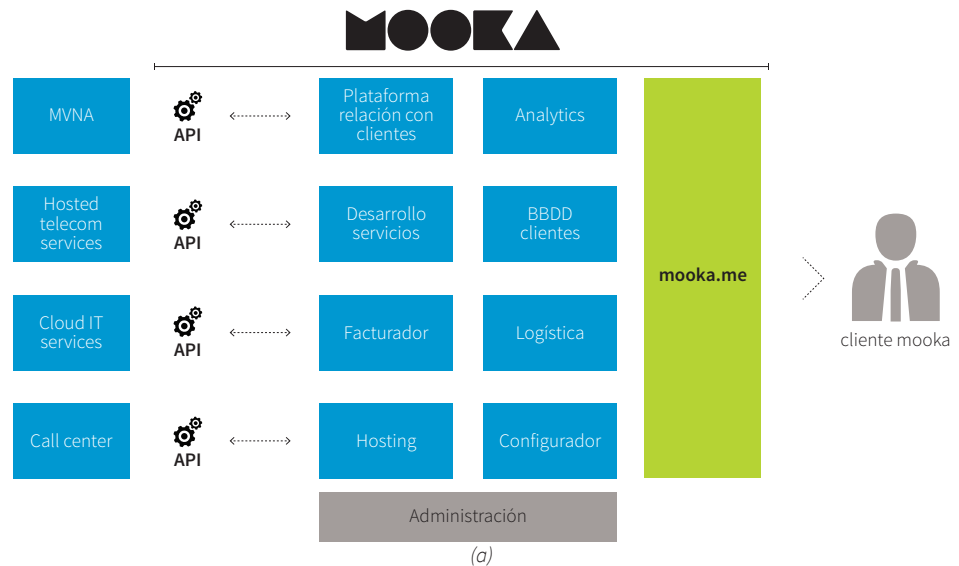 MOOKA
MVNA
API
Plataforma
relación con
clientes
Analytics
Hosted
telecom
services
API
Desarrollo
servicios
BBDD
clientes
mooka.me
Cloud IT
services
API
Facturador
Logística
cliente mooka
Call center
API
Hosting
Configurador
Administración
(a)